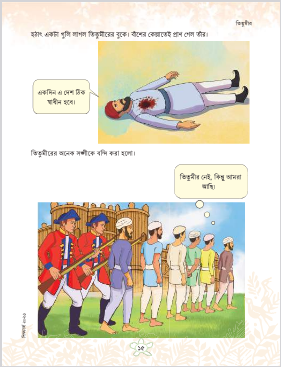 তিতুমীর
হঠাৎ একটা গুলি লাগল তিতুমীরের বুকে। বাঁশের কেল্লাতেই প্রাণ গেল তাঁর।
একদিন এ দেশ ঠিক
স্বাধীন হবে।
তিতুমীরের অনেক সঙ্গীকে বন্দি করা হলো।
তিতুমীর নেই, কিন্তু আমরা
আছি।
১৫